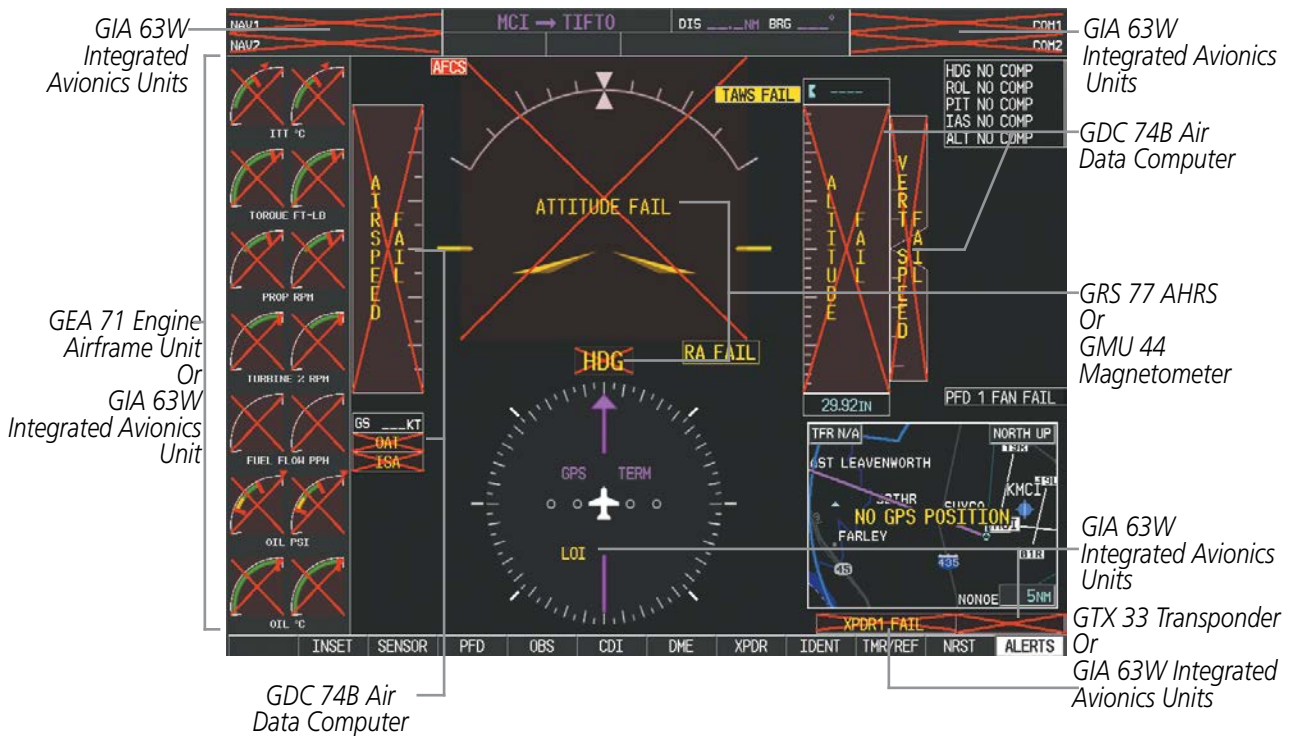 GIA 63W
Integrated
Avionics Units
GEA 71 Engine
Airframe Unit
Or
GIA 63W
Integrated Avionics
Unit
NAV1
NAV2
MCI → TIFTO
DIS __._NM BRG ___°
COM1
COM2
AFCS
TAWS FAIL
HDG NO COMP
ROL NO COMP
PIT NO COMP
IAS NO COMP
ALT NO COMP
ITT °C
TORQUE FT-LB
PROP RPM
TURBINE % RPM
FUEL FLOW PPH
OIL PSI
OIL °C
AIRSPEED FAIL
ATTITUDE FAIL
----
ALTITUDE FAIL
VERT SPEED FAIL
HDG
RA FAIL
29.92IN
PFD 1 FAN FAIL
GS ___KT
OAT
ISA
GPS TERM
LOI
TFR N/A
NORTH UP
19R
KMCI
NO GPS POSITION
FARLEY
435
45
01R
NONOE
5NM
XPDR1 FAIL
INSET SENSOR PFD OBS CDI DME XPDR IDENT TMR/REF NRST ALERTS
GDC 74B Air
Data Computer
GIA 63W
Integrated Avionics
Units
GDC 74B Air
Data Computer
GRS 77 AHRS
Or
GMU 44
Magnetometer
GIA 63W
Integrated Avionics
Units
GTX 33 Transponder
Or
GIA 63W Integrated
Avionics Units